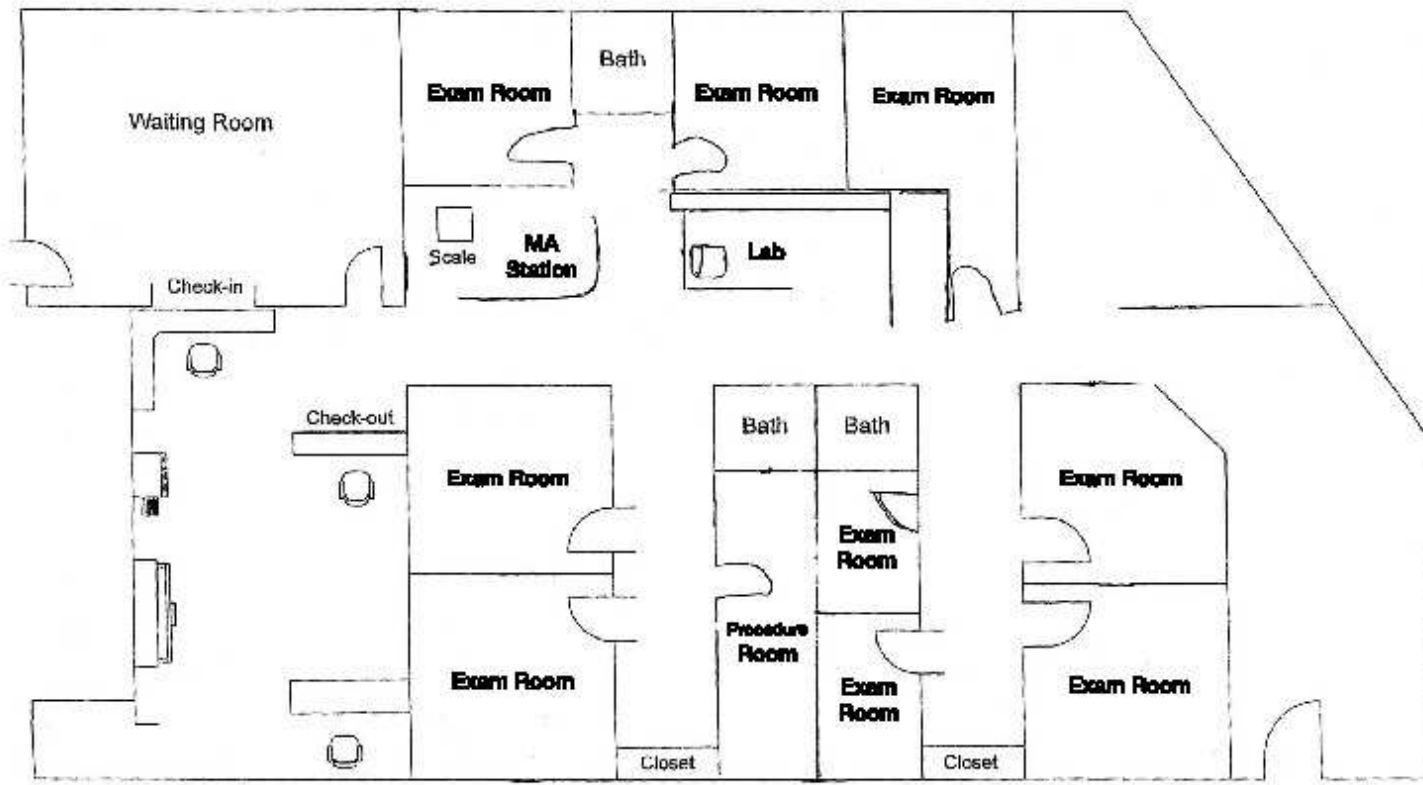 Bath
Exam Room
Exam Room
Exam Room
Waiting Room
MA
Station
Scale
Lab
Check-in
Check-out
Bath
Bath
Exam Room
Exam Room
Exam
Room
Procedure
Room
Exam Room
Exam
Room
Exam Room
Closet
Closet